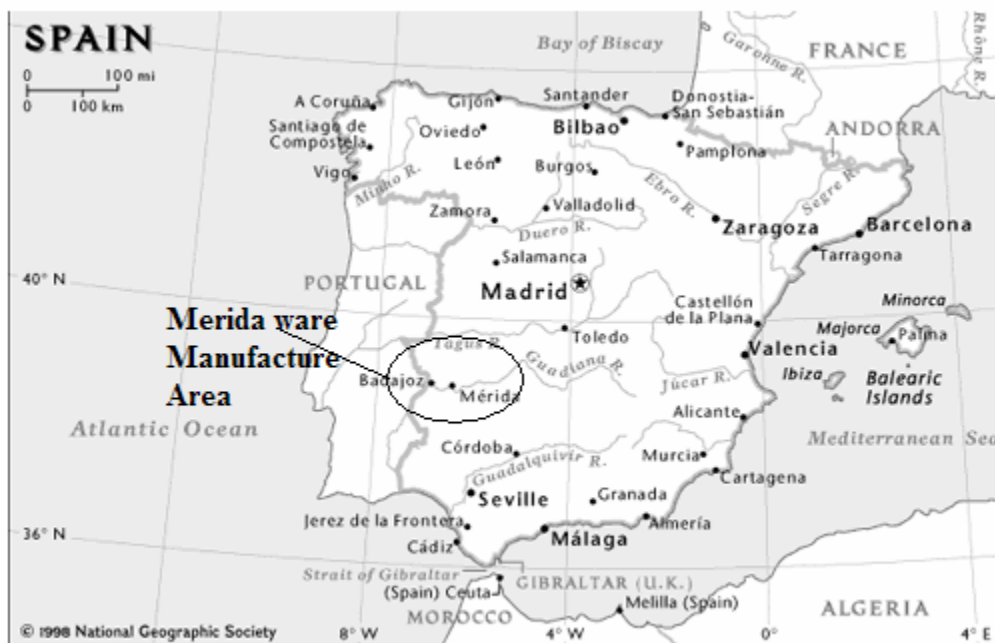 SPAIN
0 100 mi
0 100 km
Bay of Biscay
Garonne R.
FRANCE
Rhône R.
A Coruña
Gijón
Santander
Donostia-
San Sebastián
Santiago de
Compostela
Oviedo
Bilbao
ANDORRA
León
Burgos
Pamplona
Vigo
Minho R.
Ebro R.
Segre R.
Zamora
Valladolid
Zaragoza
Barcelona
Duero R.
Tarragona
Salamanca
40° N
PORTUGAL
Madrid
Castellón
de la Plana
Minorca
Merida ware
Manufacture
Area
Toledo
Majorca
Palma
Tagus R.
Guadiana R.
Valencia
Badajoz
Mérida
Júcar R.
Ibiza
Balearic
Islands
Alicante
Atlantic Ocean
Mediterranean Sea
Córdoba
Murcia
Guadalquivir R.
Cartagena
Seville
Granada
Jerez de la Frontera
Almería
36° N
Cádiz
Málaga
Strait of Gibraltar
GIBRALTAR (U.K.)
(Spain) Ceuta
MOROCCO
Melilla (Spain)
ALGERIA
© 1998 National Geographic Society
8° W
4° W
0°
4° E